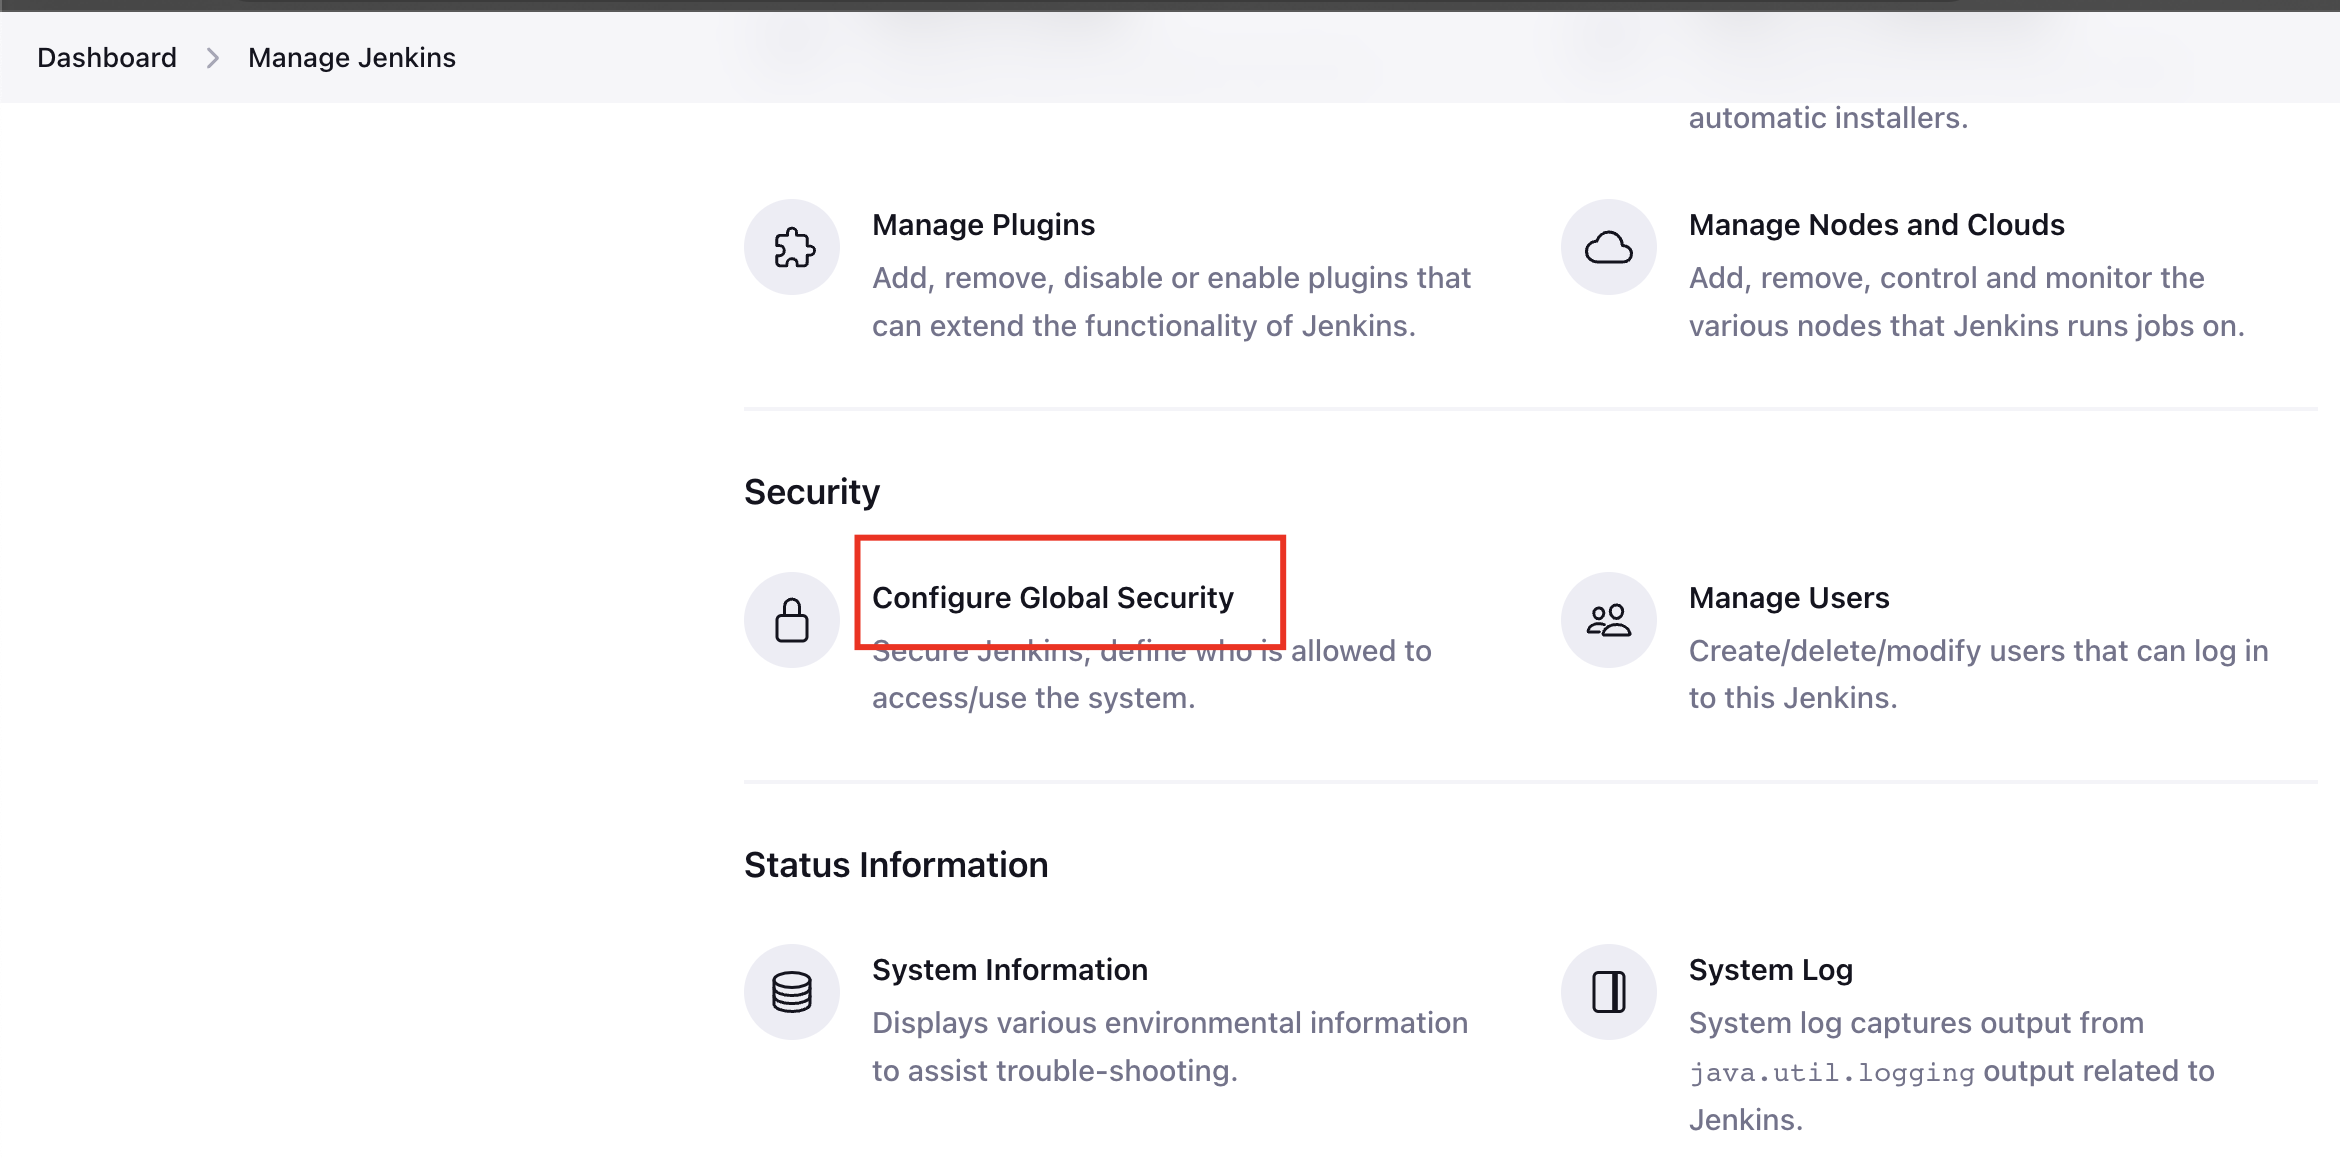 Dashboard > Manage Jenkins
automatic installers.
Manage Plugins
Add, remove, disable or enable plugins that
can extend the functionality of Jenkins.
Manage Nodes and Clouds
Add, remove, control and monitor the
various nodes that Jenkins runs jobs on.
Security
Configure Global Security
Secure Jenkins, define who is allowed to
access/use the system.
Manage Users
Create/delete/modify users that can log in
to this Jenkins.
Status Information
System Information
Displays various environmental information
to assist trouble-shooting.
System Log
System log captures output from
java.util.logging output related to
Jenkins.